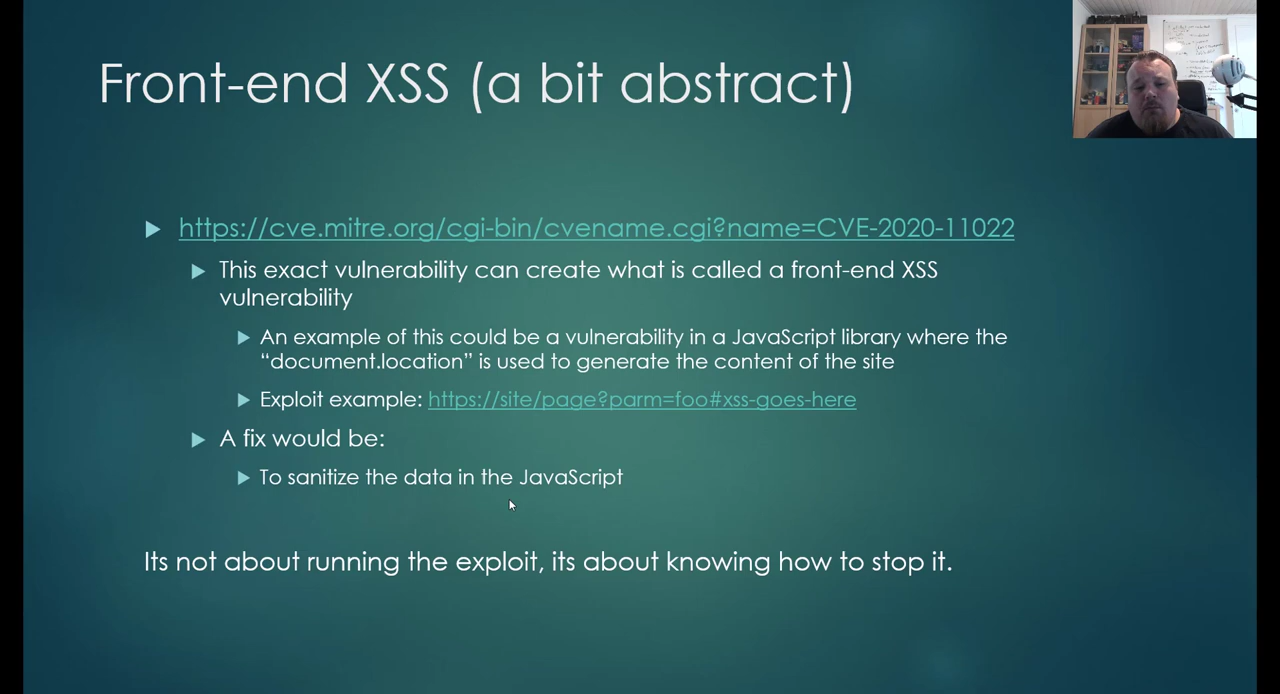 Front-end XSS (a bit abstract)
https://cve.mitre.org/cgi-bin/cvename.cgi?name=CVE-2020-11022
This exact vulnerability can create what is called a front-end XSS
vulnerability
An example of this could be a vulnerability in a JavaScript library where the
“document.location” is used to generate the content of the site
Exploit example: https://site/page?parm=foo#xss-goes-here
A fix would be:
To sanitize the data in the JavaScript
Its not about running the exploit, its about knowing how to stop it.